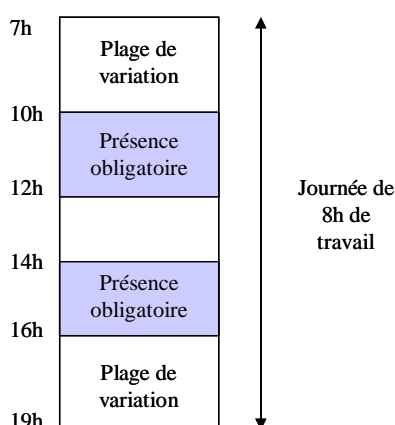 7h
Plage de
variation
10h
Présence
obligatoire
12h
Journée de
8h de
travail
14h
Présence
obligatoire
16h
Plage de
variation
19h